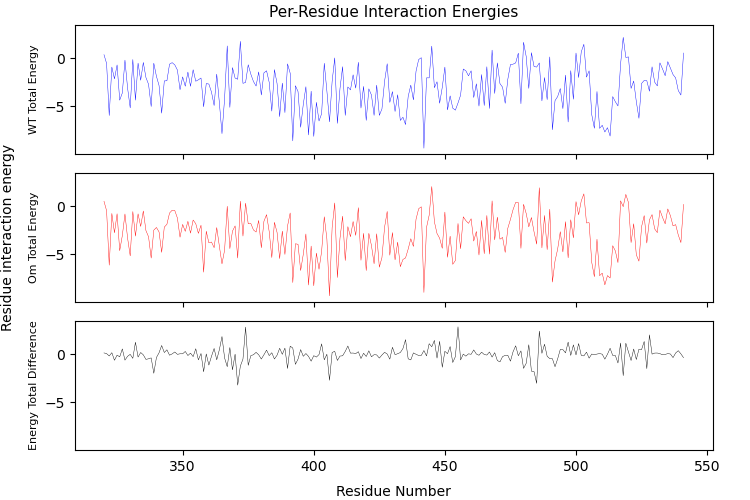 Per-Residue Interaction Energies
Residue interaction energy
WT Total Energy
0
−5
Om Total Energy
0
−5
Energy Total Difference
0
−5
350
400
450
500
550
Residue Number